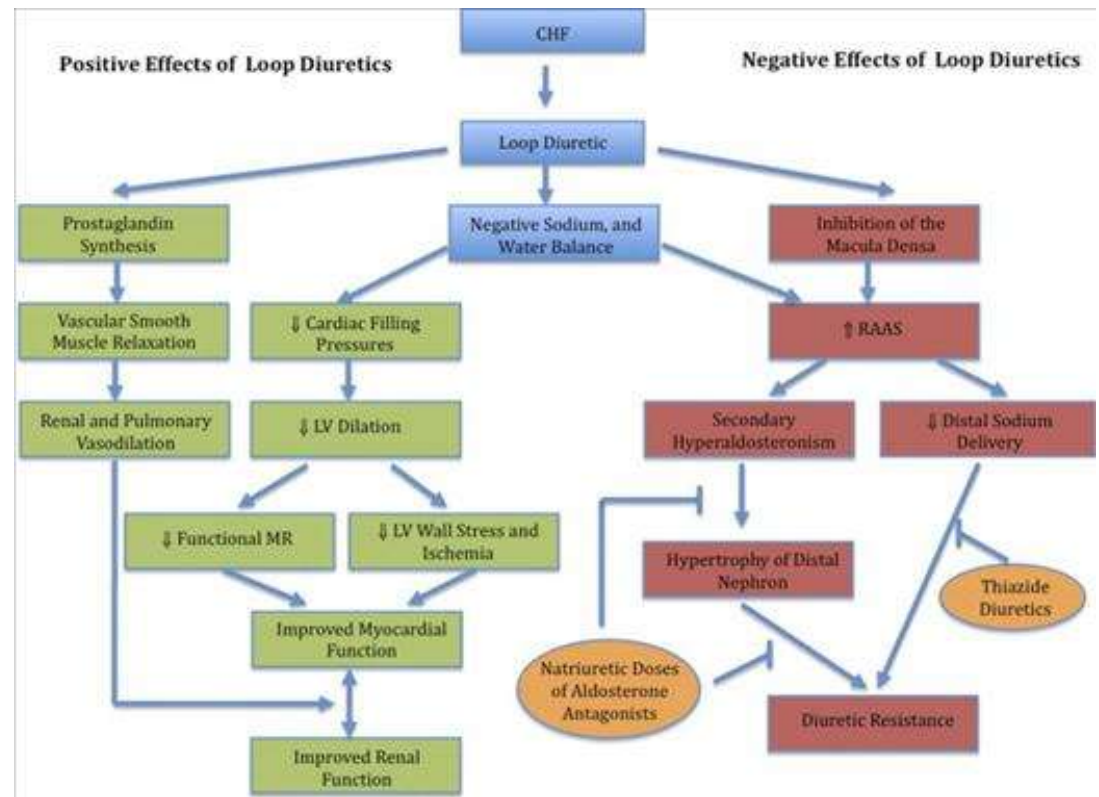 CHF
Positive Effects of Loop Diuretics
Negative Effects of Loop Diuretics
Loop Diuretic
Prostaglandin
Synthesis
Negative Sodium, and
Water Balance
Inhibition of the
Macula Densa
Vascular Smooth
Muscle Relaxation
⇓ Cardiac Filling
Pressures
⇑ RAAS
Renal and Pulmonary
Vasodilation
⇓ LV Dilation
Secondary
Hyperaldosteronism
⇓ Distal Sodium
Delivery
⇓ Functional MR
⇓ LV Wall Stress and
Ischemia
Hypertrophy of Distal
Nephron
Thiazide
Diuretics
Improved Myocardial
Function
Natriuretic Doses
of Aldosterone
Antagonists
Diuretic Resistance
Improved Renal
Function